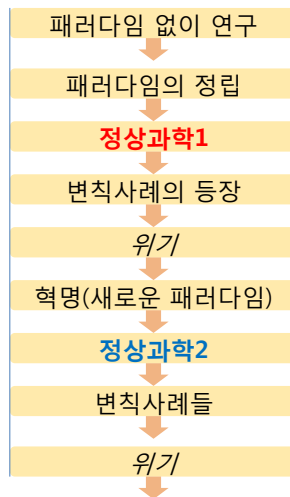 패러다임 없이 연구
패러다임의 정립
정상과학1
변칙사례의 등장
위기
혁명(새로운 패러다임)
정상과학2
변칙사례들
위기